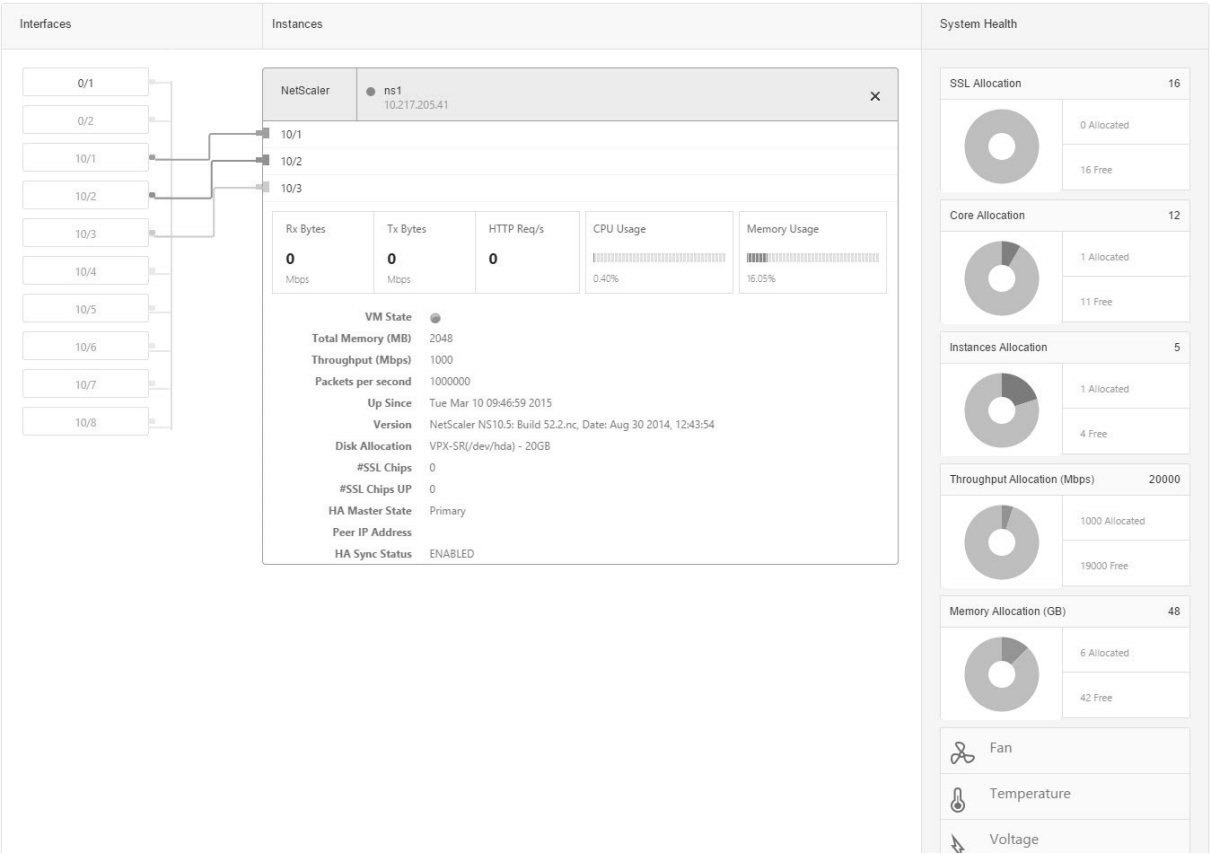 Interfaces
Instances
System Health
0/1
0/2
10/1
10/2
10/3
10/4
10/5
10/6
10/7
10/8
NetScaler
ns1
10.217.205.41
10/1
10/2
10/3
Rx Bytes
0
Mbps
Tx Bytes
0
Mbps
HTTP Req/s
0
CPU Usage
0.40%
Memory Usage
16.05%
VM State
Total Memory (MB) 2048
Throughput (Mbps) 1000
Packets per second 1000000
Up Since Tue Mar 10 09:46:59 2015
Version NetScaler NS10.5: Build 52.2.nc, Date: Aug 30 2014, 12:43:54
Disk Allocation VPX-SR(/dev/hda) - 20GB
#SSL Chips 0
#SSL Chips UP 0
HA Master State Primary
Peer IP Address
HA Sync Status ENABLED
SSL Allocation 16
0 Allocated
16 Free
Core Allocation 12
1 Allocated
11 Free
Instances Allocation 5
1 Allocated
4 Free
Throughput Allocation (Mbps) 20000
1000 Allocated
19000 Free
Memory Allocation (GB) 48
6 Allocated
42 Free
Fan
Temperature
Voltage